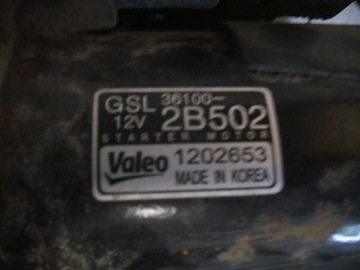 GSL 36100-
12V 2B502
STARTER MOTOR
Valeo 1202653
MADE IN KOREA